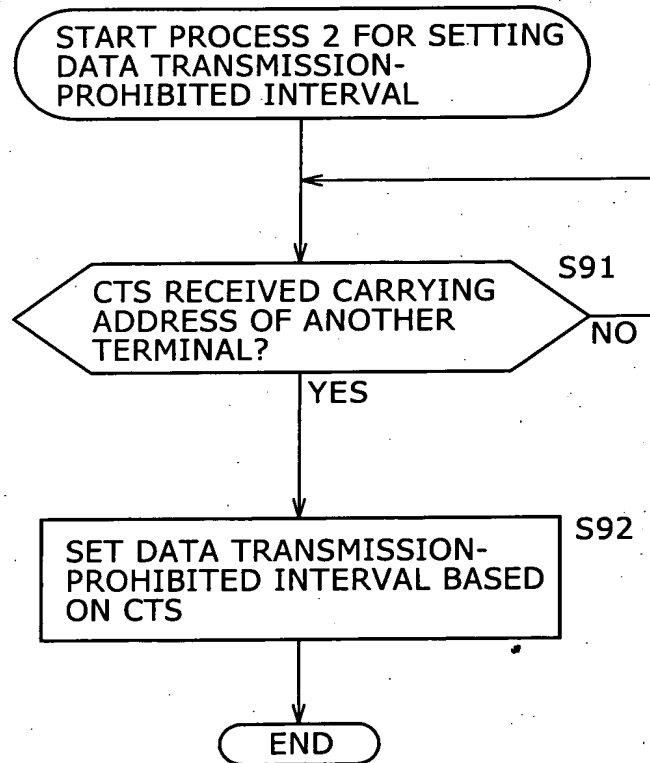 START PROCESS 2 FOR SETTING
DATA TRANSMISSION-
PROHIBITED INTERVAL
S91
CTS RECEIVED CARRYING
ADDRESS OF ANOTHER
TERMINAL?
NO
YES
S92
SET DATA TRANSMISSION-
PROHIBITED INTERVAL BASED
ON CTS
END